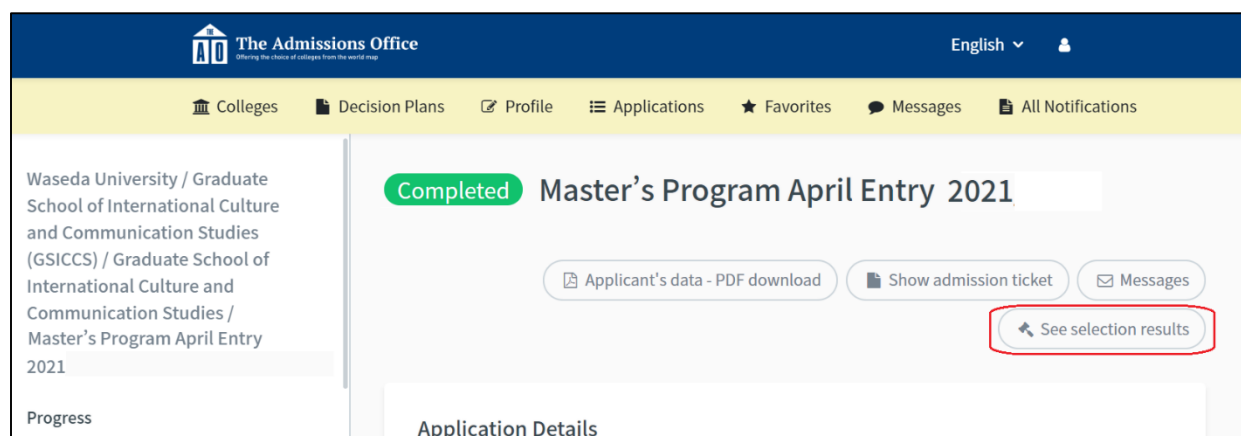 The Admissions Office
Offering the choice of colleges from the world map
English
Colleges
Decision Plans
Profile
Applications
Favorites
Messages
All Notifications
Waseda University / Graduate
School of International Culture
and Communication Studies
(GSICCS) / Graduate School of
International Culture and
Communication Studies /
Master's Program April Entry
2021
Progress
Completed Master's Program April Entry 2021
Applicant's data - PDF download
Show admission ticket
Messages
See selection results
Application Details